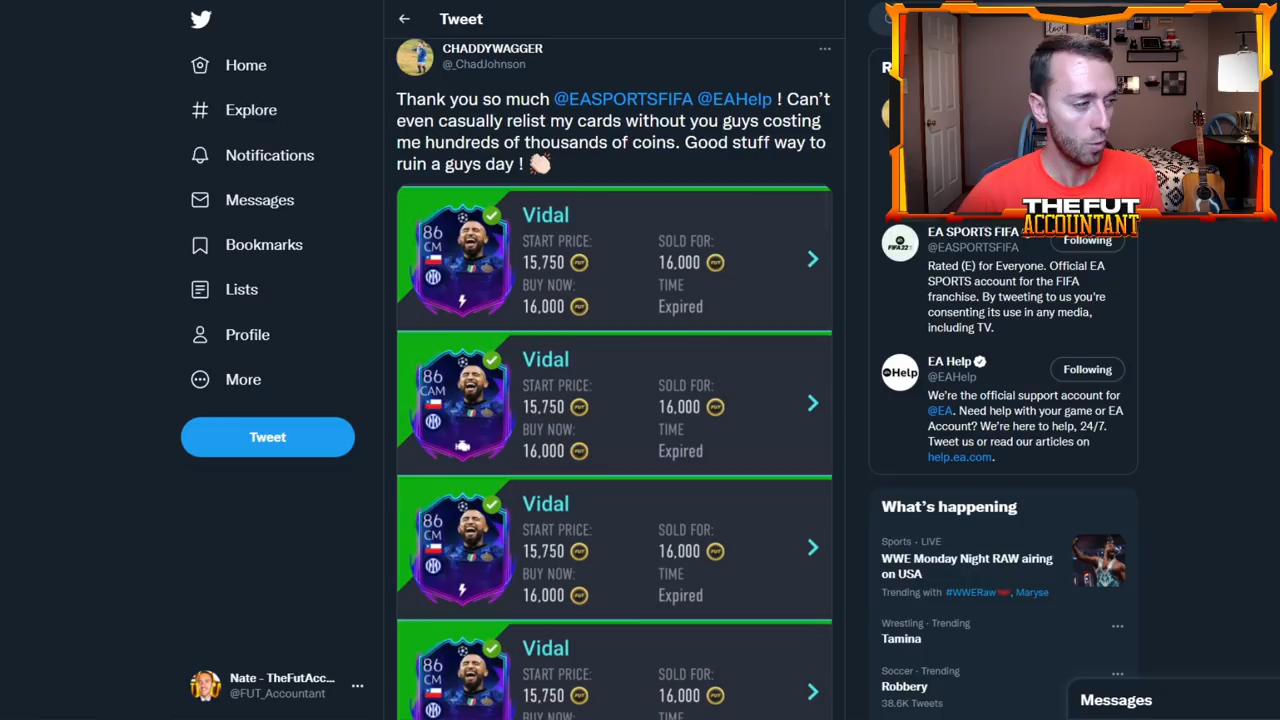 Tweet
CHADDYWAGGER
@_ChadJohnson
Thank you so much @EASPORTSFIFA @EAHelp ! Can't
even casually relist my cards without you guys costing
me hundreds of thousands of coins. Good stuff way to
ruin a guys day ! 👏🏻
86
CM
Vidal
START PRICE:
15,750
BUY NOW:
16,000
SOLD FOR:
16,000
TIME
Expired
86
CAM
Vidal
START PRICE:
15,750
BUY NOW:
16,000
SOLD FOR:
16,000
TIME
Expired
86
CM
Vidal
START PRICE:
15,750
BUY NOW:
16,000
SOLD FOR:
16,000
TIME
Expired
86
CM
Vidal
START PRICE:
15,750
BUY NOW:
SOLD FOR:
16,000
TIME
Home
Explore
Notifications
Messages
Bookmarks
Lists
Profile
More
Tweet
Nate - TheFutAcc...
@FUT_Accountant
THE FUT
ACCOUNTANT
EA SPORTS FIFA
@EASPORTSFIFA
Following
Rated (E) for Everyone. Official EA
SPORTS account for the FIFA
franchise. By tweeting to us you're
consenting its use in any media,
including TV.
EA Help
@EAHelp
Following
We're the official support account for
@EA. Need help with your game or EA
Account? We're here to help, 24/7.
Tweet us or read our articles on
help.ea.com.
What's happening
Sports · LIVE
WWE Monday Night RAW airing
on USA
Trending with #WWERaw, Maryse
Wrestling · Trending
Tamina
Soccer · Trending
Robbery
38.6K Tweets
Messages